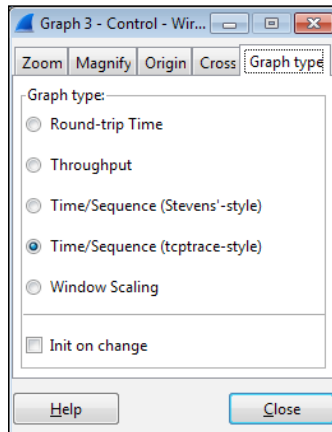 Graph 3 - Control - Wir...
Zoom Magnify Origin Cross Graph type
Graph type:
Round-trip Time
Throughput
Time/Sequence (Stevens'-style)
Time/Sequence (tcptrace-style)
Window Scaling
Init on change
Help Close